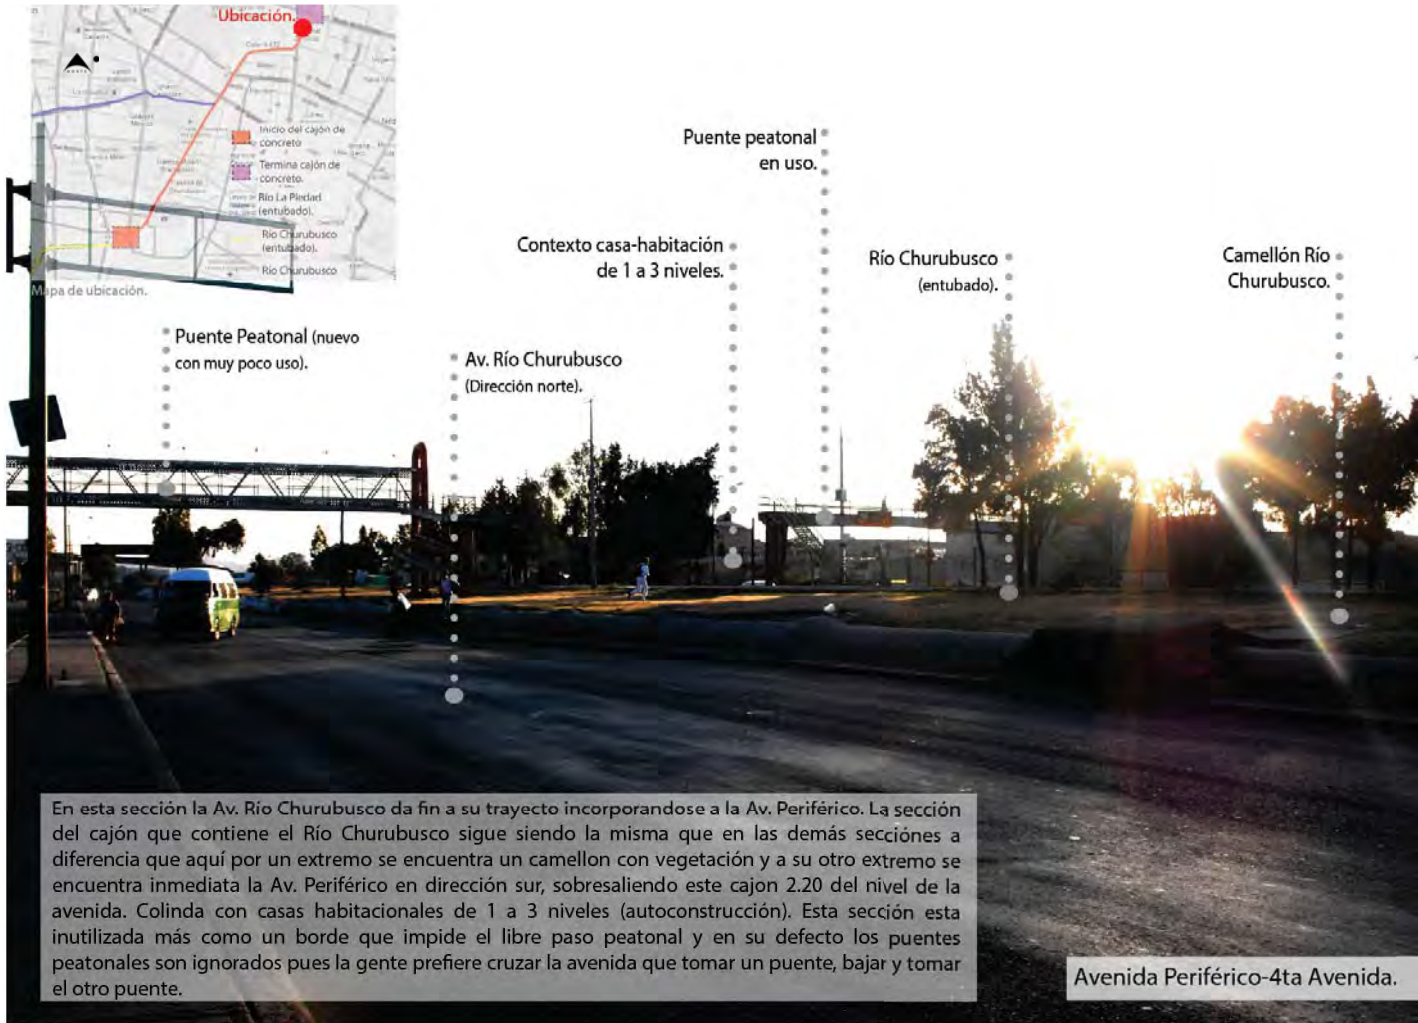 Ubicación.
NORTE
Inicio del cajón de
concreto
Termina cajón de
concreto.
Río La Piedad
(entubado).
Río Churubusco
(entubado).
Río Churubusco
Mapa de ubicación.
Puente peatonal
en uso.
Contexto casa-habitación
de 1 a 3 niveles.
Río Churubusco
(entubado).
Camellón Río
Churubusco.
Puente Peatonal (nuevo
con muy poco uso).
Av. Río Churubusco
(Dirección norte).
En esta sección la Av. Río Churubusco da fin a su trayecto incorporandose a la Av. Periférico. La sección
del cajón que contiene el Río Churubusco sigue siendo la misma que en las demás secciónes a
diferencia que aquí por un extremo se encuentra un camellon con vegetación y a su otro extremo se
encuentra inmediata la Av. Periférico en dirección sur, sobresaliendo este cajon 2.20 del nivel de la
avenida. Colinda con casas habitacionales de 1 a 3 niveles (autoconstrucción). Esta sección esta
inutilizada más como un borde que impide el libre paso peatonal y en su defecto los puentes
peatonales son ignorados pues la gente prefiere cruzar la avenida que tomar un puente, bajar y tomar
el otro puente.
Avenida Periférico-4ta Avenida.